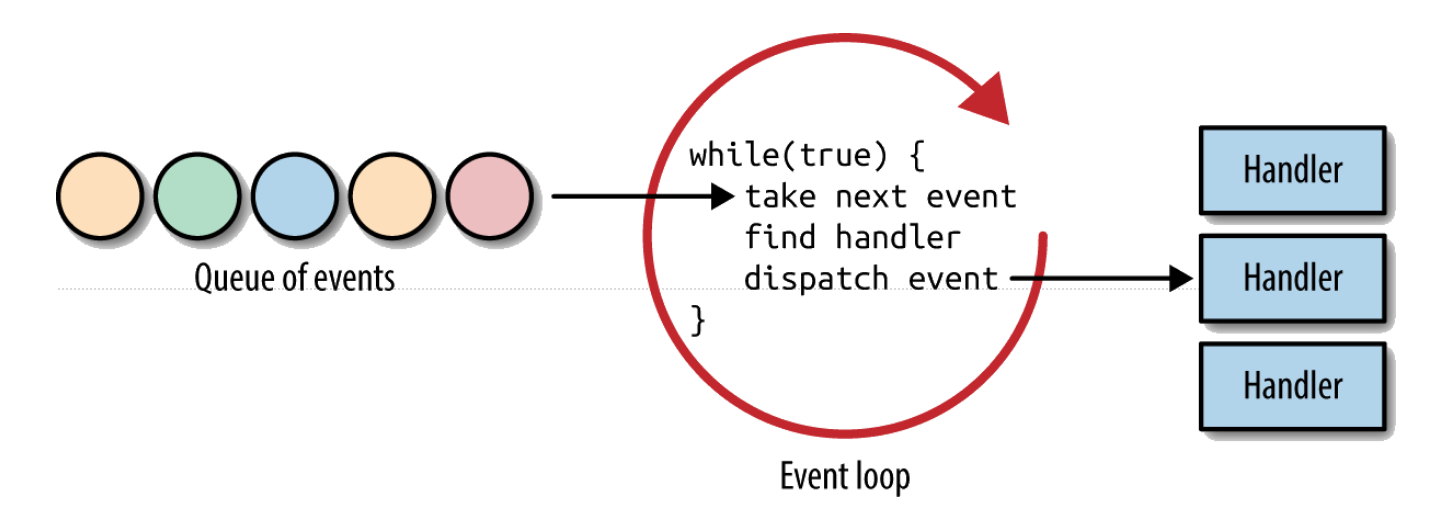 Queue of events
while(true) {
take next event
find handler
dispatch event
}
Event loop
Handler
Handler
Handler